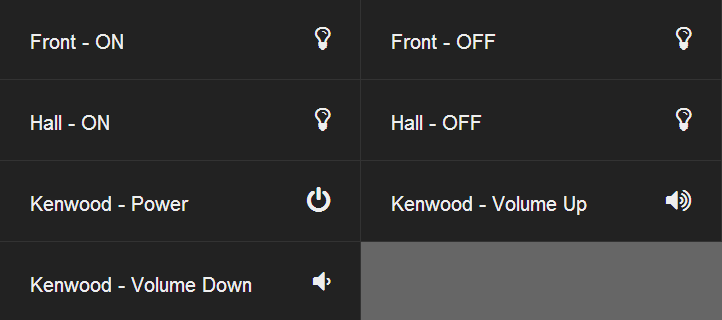 Front - ON
Front - OFF
Hall - ON
Hall - OFF
Kenwood - Power
Kenwood - Volume Up
Kenwood - Volume Down